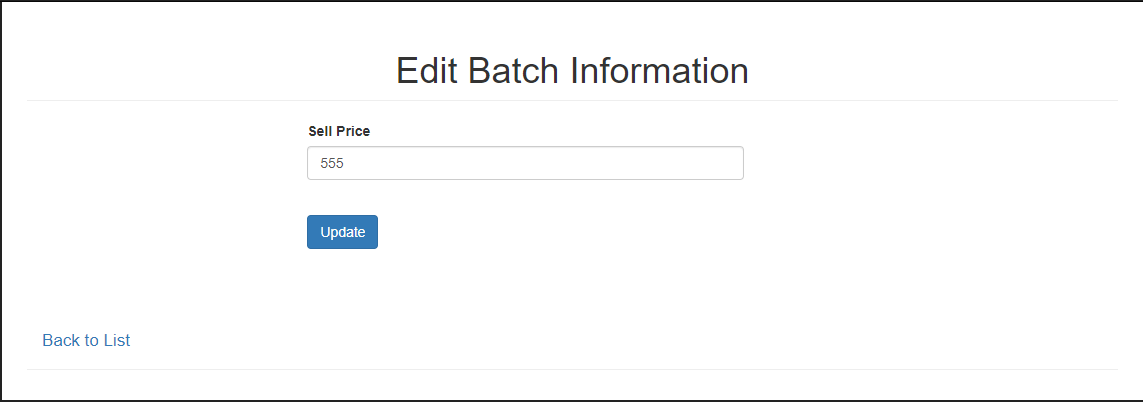 Edit Batch Information
Sell Price
555
Update
Back to List